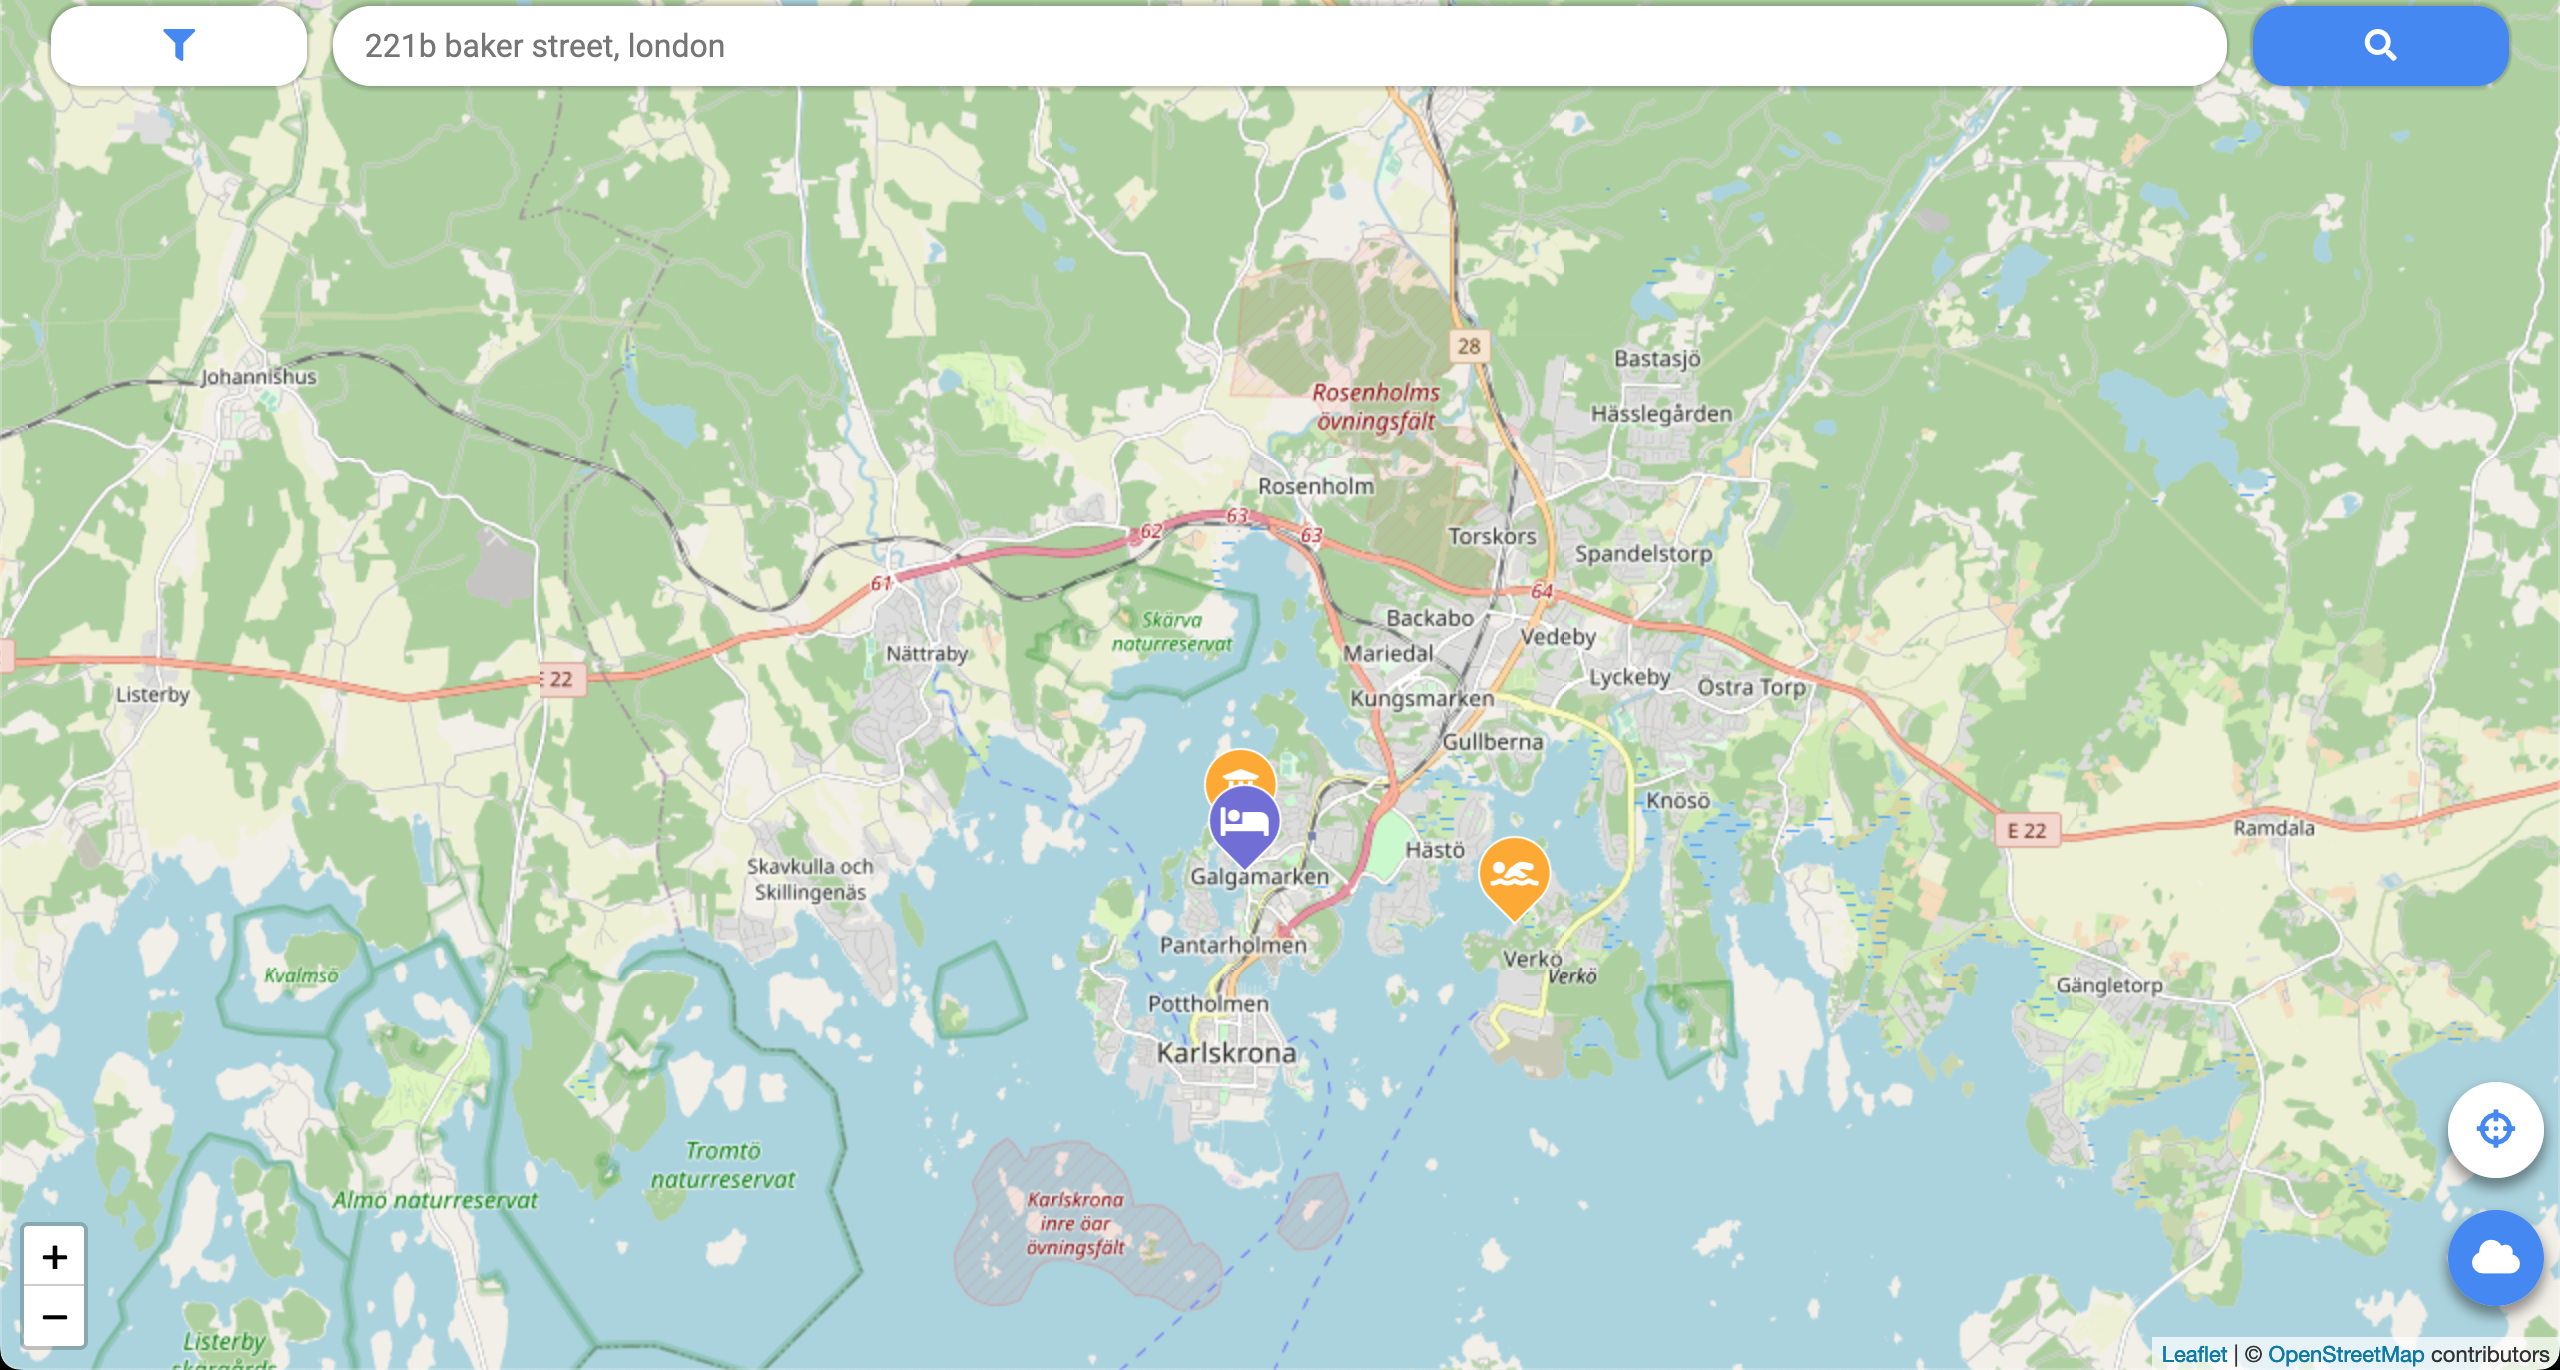 221b baker street, london
28
Bastasjö
Johannishus
Rosenholms
övningsfält
Hässlegården
Rosenholm
62
63
63
Torskors
Spandelstorp
61
64
Skärva
naturreservat
Backabo
Vedeby
Nättraby
Mariedal
E 22
Lyckeby
Östra Torp
Listerby
Kungsmarken
Gullberna
Knösö
E 22
Ramdala
Hästö
Skavkulla och
Skillingenäs
Galgamarken
Pantarholmen
Verkö
Verkö
Kvalmsö
Gängletorp
Pottholmen
Karlskrona
Tromtö
naturreservat
Almö naturreservat
Karlskrona
inre öar
övningsfält
+
−
Listerby
skärgårds
Leaflet | © OpenStreetMap contributors